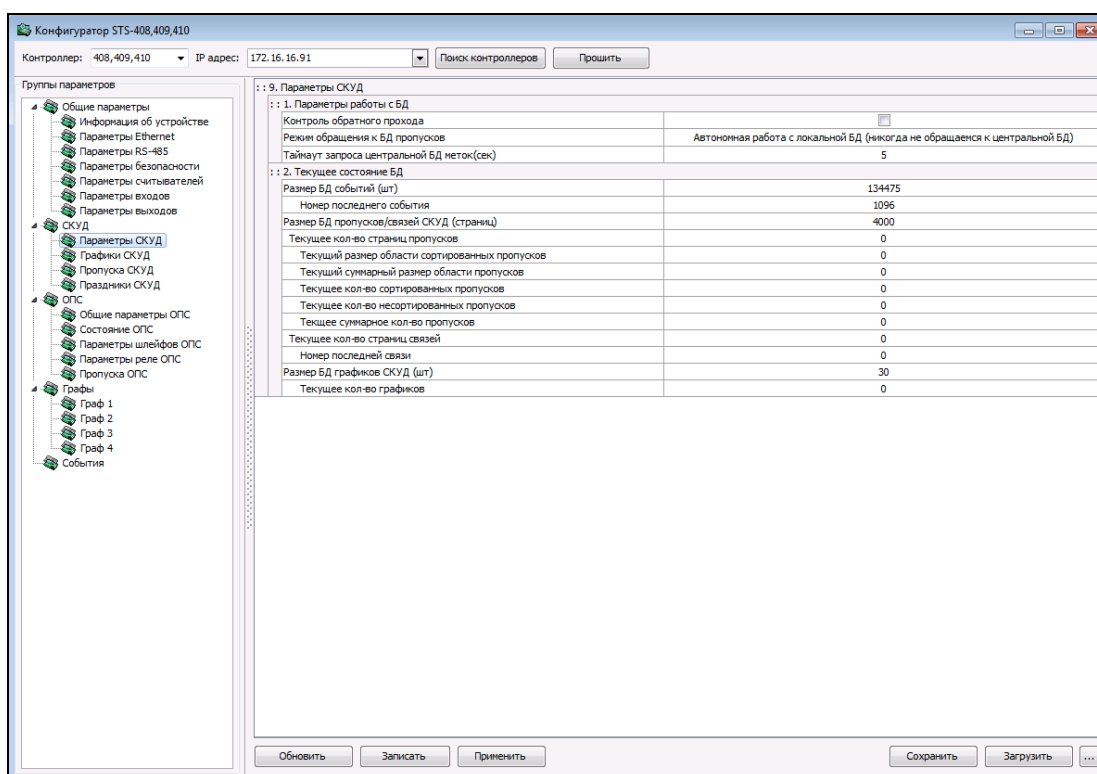 Конфигуратор STS-408,409,410
Контроллер: 408,409,410 IP адрес: 172.16.16.91 Поиск контроллеров Прошить
Группы параметров
Общие параметры
Информация об устройстве
Параметры Ethernet
Параметры RS-485
Параметры безопасности
Параметры считывателей
Параметры входов
Параметры выходов
СКУД
Параметры СКУД
Графики СКУД
Пропуска СКУД
Праздники СКУД
ОПС
Общие параметры ОПС
Состояние ОПС
Параметры шлейфов ОПС
Параметры реле ОПС
Пропуска ОПС
Графы
Граф 1
Граф 2
Граф 3
Граф 4
События
: : 9. Параметры СКУД
: : 1. Параметры работы с БД
Контроль обратного прохода
Режим обращения к БД пропусков Автономная работа с локальной БД (никогда не обращаемся к центральной БД)
Таймаут запроса центральной БД меток(сек) 5
: : 2. Текущее состояние БД
Размер БД событий (шт) 134475
Номер последнего события 1096
Размер БД пропусков/связей СКУД (страниц) 4000
Текущее кол-во страниц пропусков 0
Текущий размер области сортированных пропусков 0
Текущий суммарный размер области пропусков 0
Текущее кол-во сортированных пропусков 0
Текущее кол-во несортированных пропусков 0
Текщее суммарное кол-во пропусков 0
Текущее кол-во страниц связей 0
Номер последней связи 0
Размер БД графиков СКУД (шт) 30
Текущее кол-во графиков 0
Обновить Записать Применить Сохранить Загрузить ...